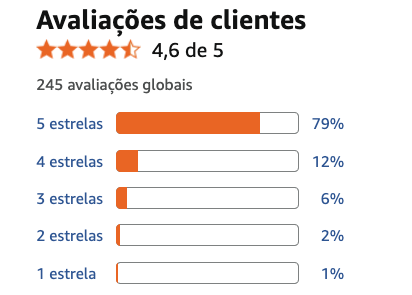 Avaliações de clientes
4,6 de 5
245 avaliações globais
5 estrelas 79%
4 estrelas 12%
3 estrelas 6%
2 estrelas 2%
1 estrela 1%